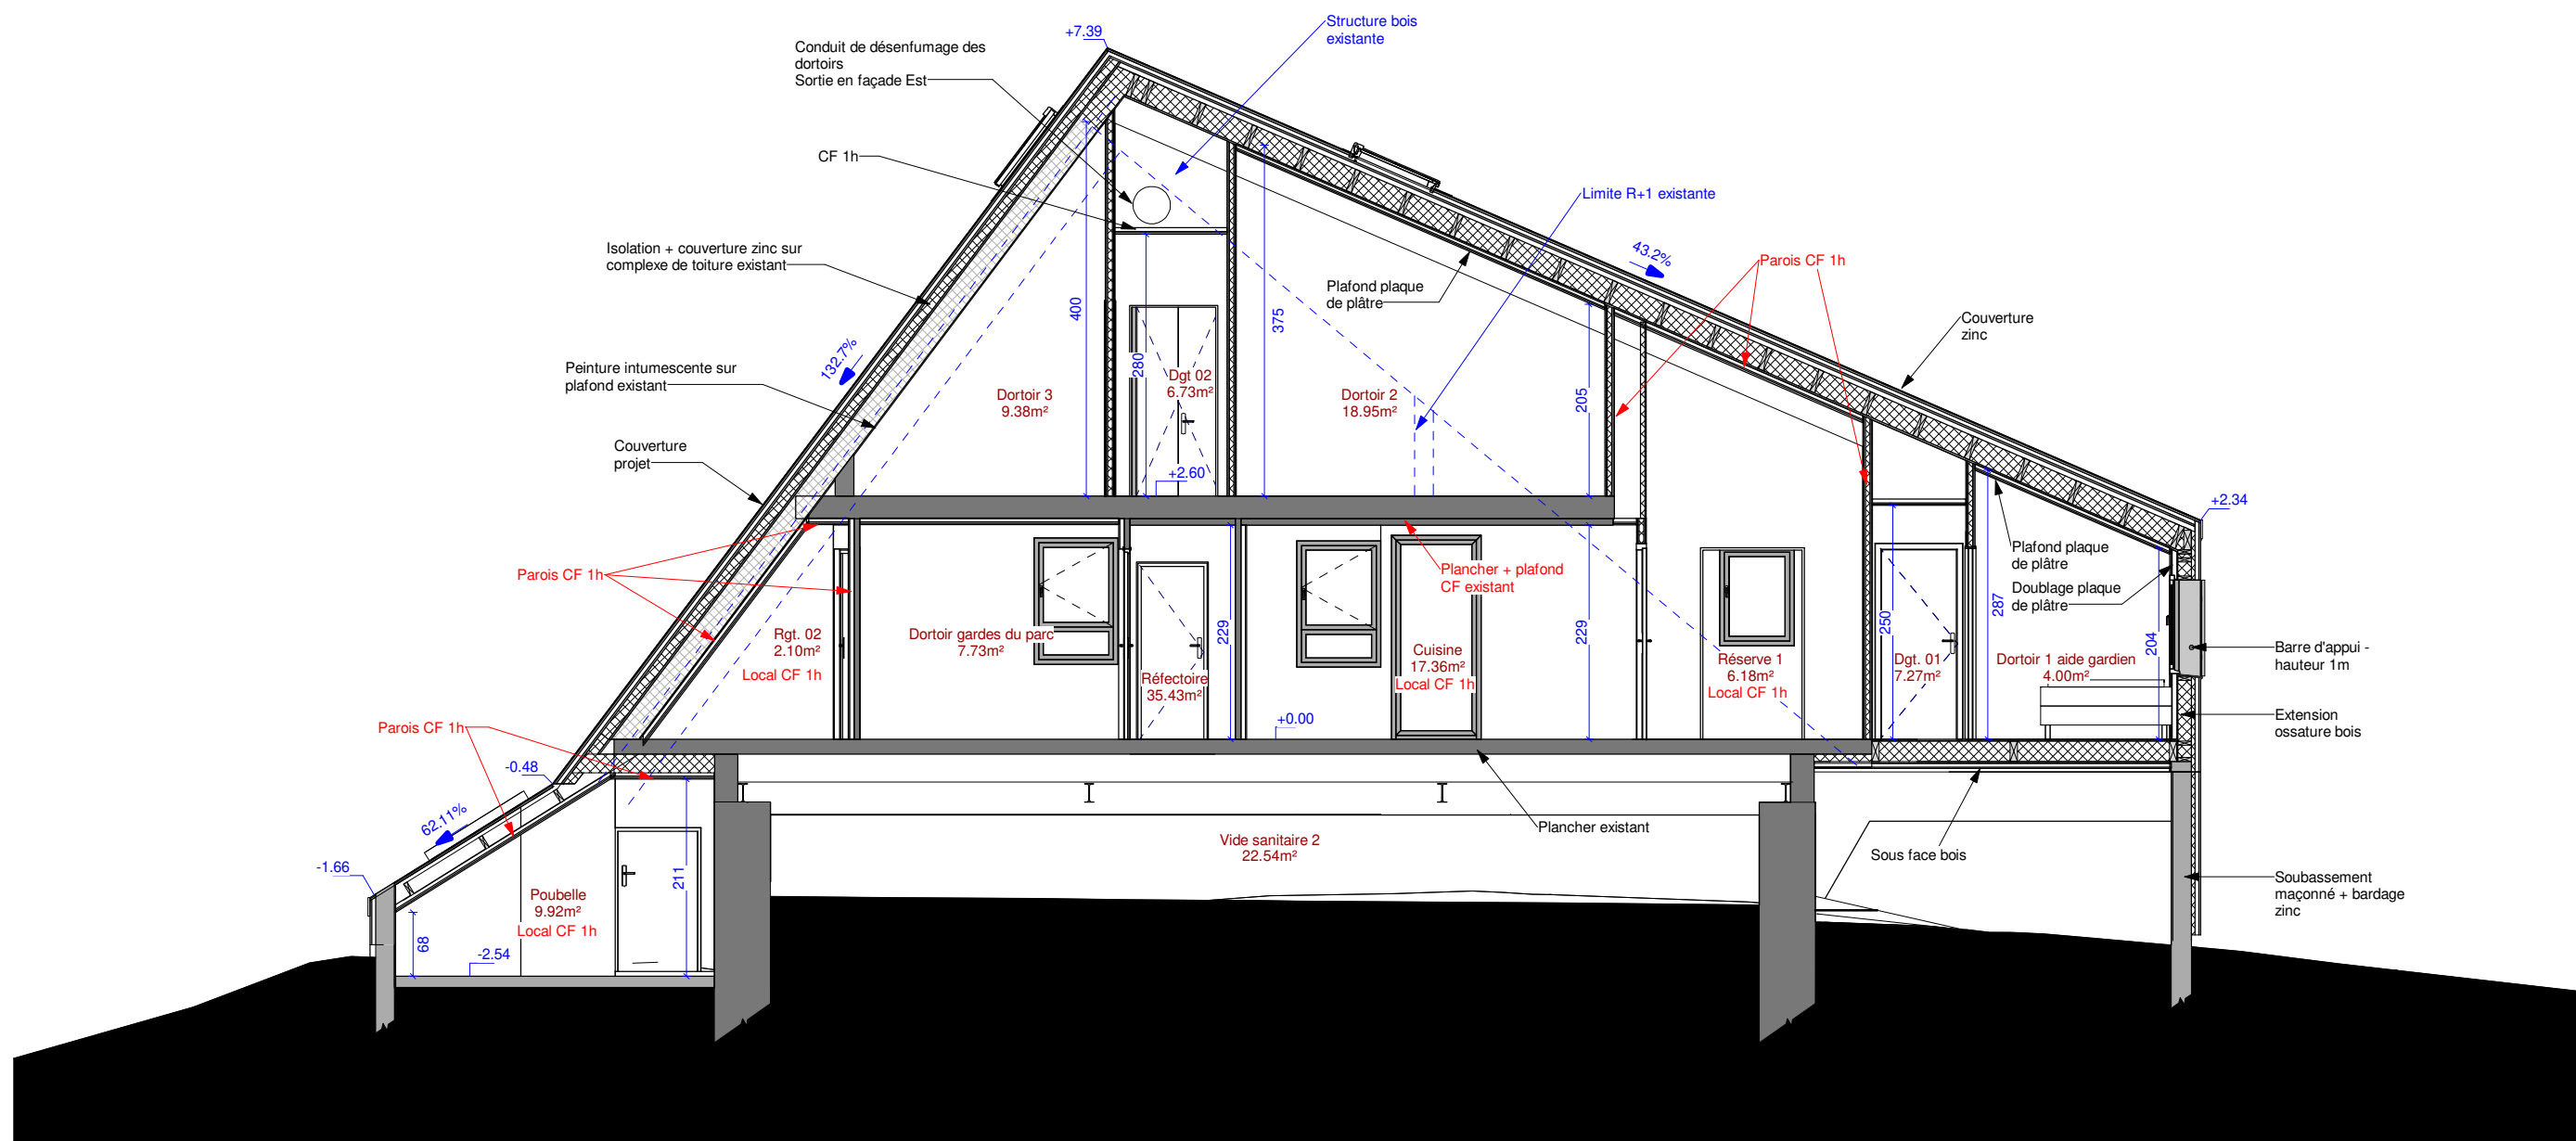 Structure bois
existante
+7.39
Conduit de désenfumage des
dortoirs
Sortie en façade Est
CF 1h
Limite R+1 existante
Isolation + couverture zinc sur
complexe de toiture existant
43.2%
Parois CF 1h
Plafond plaque
de plâtre
400
375
Couverture
zinc
132.7%
280
Peinture intumescente sur
plafond existant
Dgt 02
6.73m²
Dortoir 3
9.38m²
Dortoir 2
18.95m²
205
Couverture
projet
+2.60
+2.34
Plafond plaque
de plâtre
Parois CF 1h
Plancher + plafond
CF existant
Doublage plaque
de plâtre
287
250
229
229
204
Rgt. 02
2.10m²
Local CF 1h
Dortoir gardes du parc
7.73m²
Réfectoire
35.43m²
Cuisine
17.36m²
Local CF 1h
Réserve 1
6.18m²
Local CF 1h
Dgt. 01
7.27m²
Dortoir 1 aide gardien
4.00m²
Barre d'appui -
hauteur 1m
Extension
ossature bois
Parois CF 1h
+0.00
-0.48
62.11%
Plancher existant
Vide sanitaire 2
22.54m²
Sous face bois
-1.66
211
Poubelle
9.92m²
Local CF 1h
Soubassement
maçonné + bardage
zinc
68
-2.54